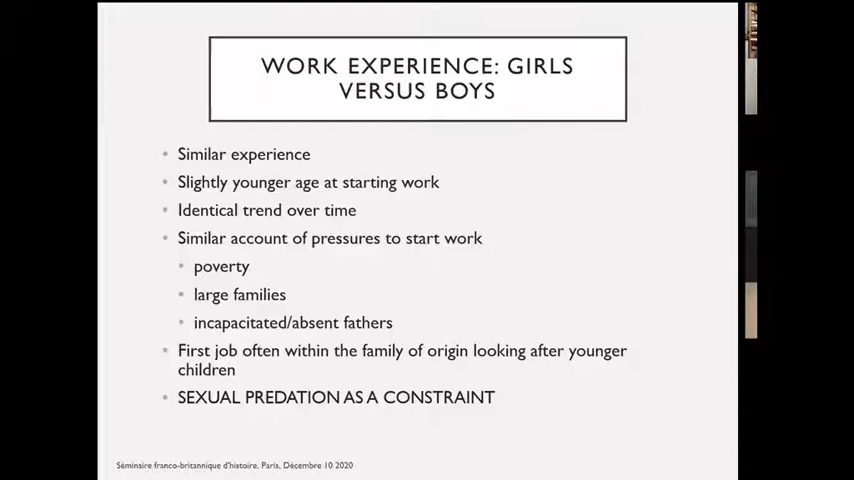 WORK EXPERIENCE: GIRLS
VERSUS BOYS
• Similar experience
• Slightly younger age at starting work
• Identical trend over time
• Similar account of pressures to start work
• poverty
• large families
• incapacitated/absent fathers
• First job often within the family of origin looking after younger
children
• SEXUAL PREDATION AS A CONSTRAINT
Séminaire franco-britannique d'histoire, Paris, Décembre 10 2020